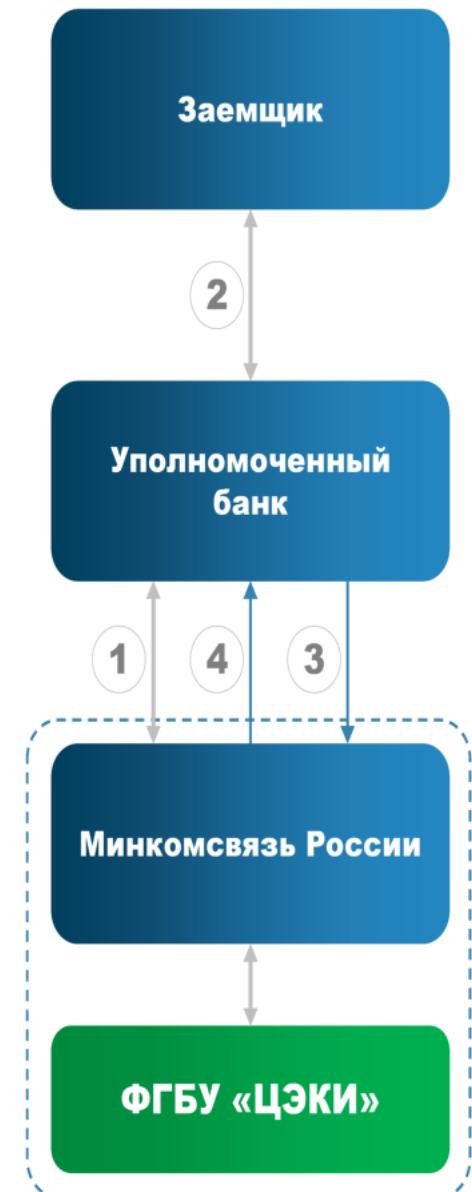 Заемщик
2
Уполномоченный
банк
1 4 3
Минкомсвязь России
ФГБУ «ЦЭКИ»